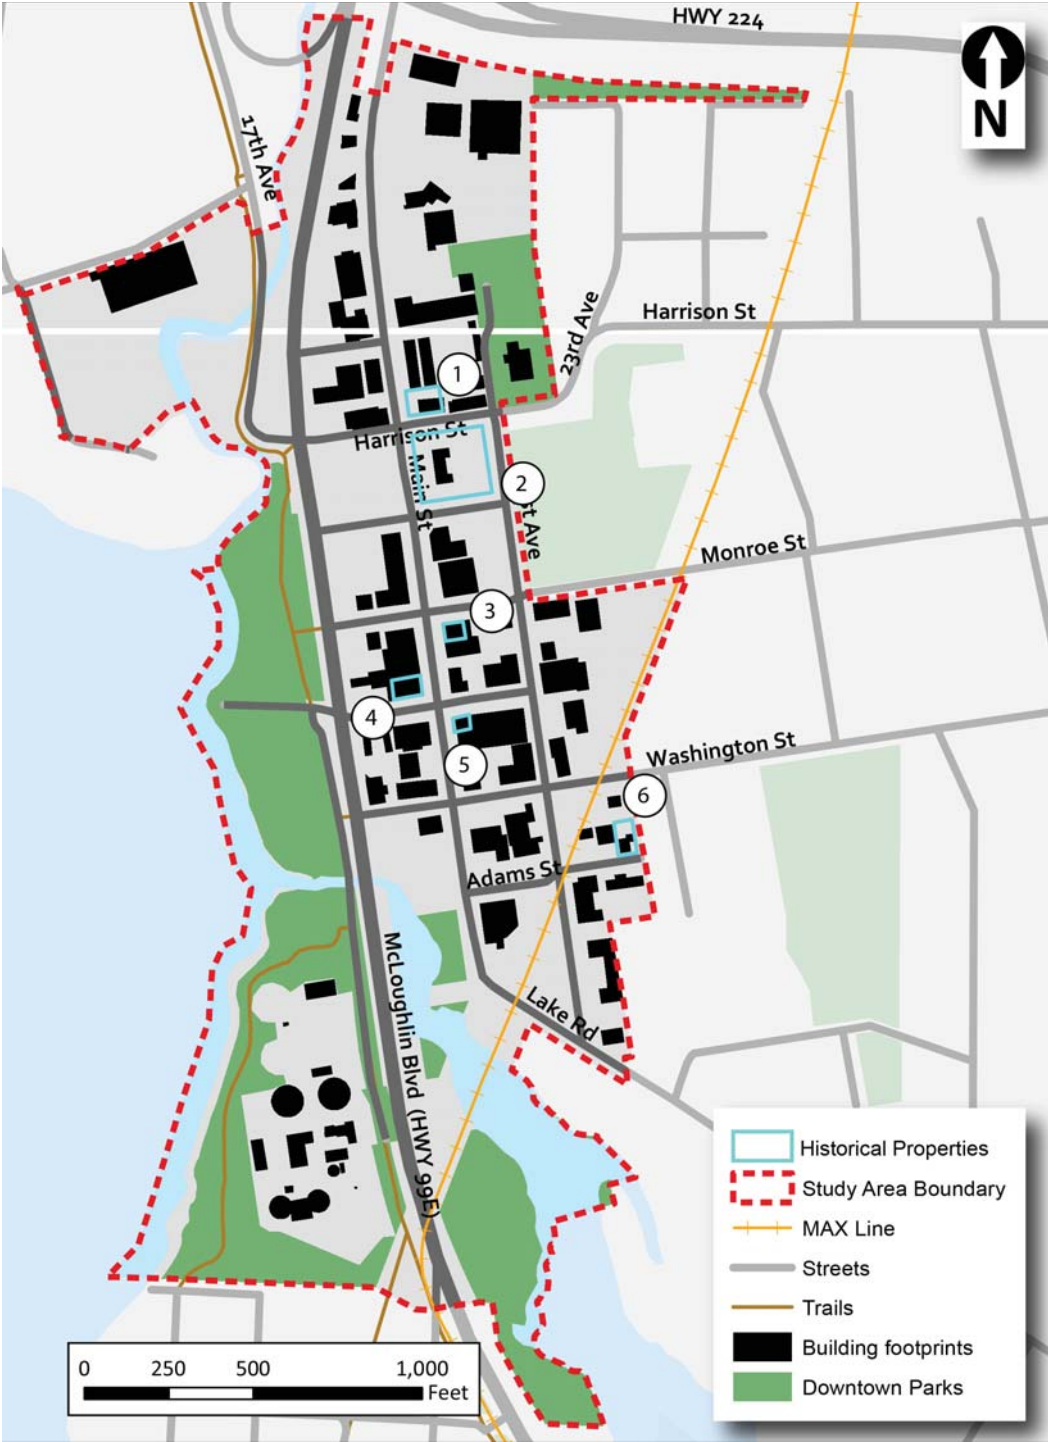 HWY 224
N
17th Ave
Harrison St
23rd Ave
1
Harrison St
Main St
2
st Ave
Monroe St
3
4
5
Washington St
6
Adams St
McLoughlin Blvd (HWY 99E)
Lake Rd
Historical Properties
Study Area Boundary
MAX Line
Streets
Trails
Building footprints
Downtown Parks
0 250 500 1,000
Feet